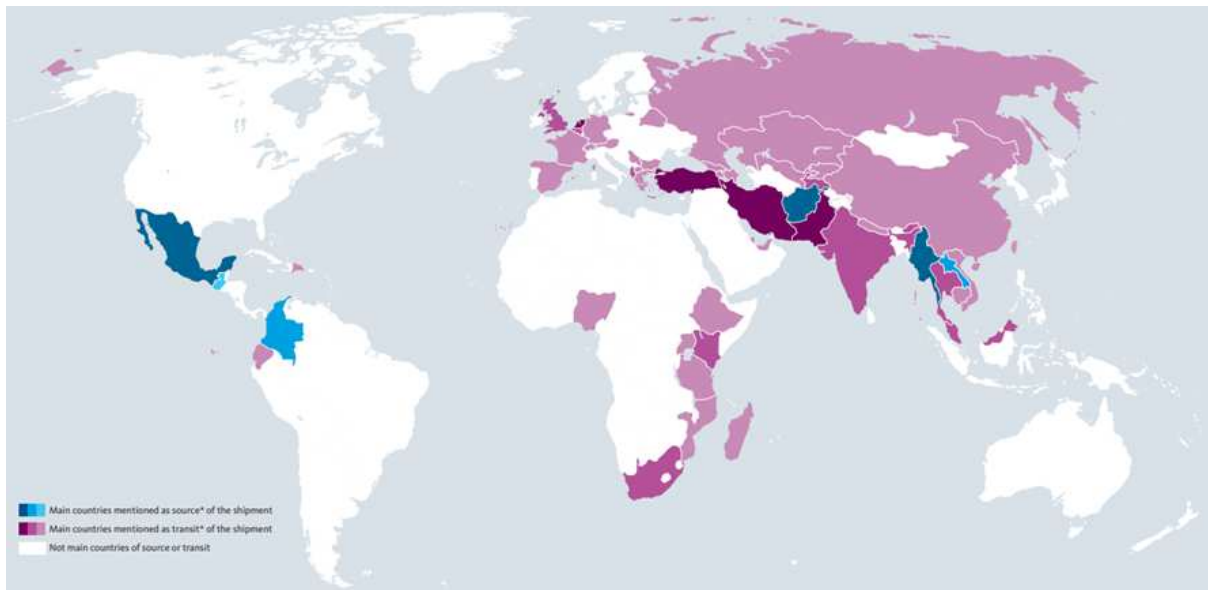 Main countries mentioned as source* of the shipment
Main countries mentioned as transit* of the shipment
Not main countries of source or transit